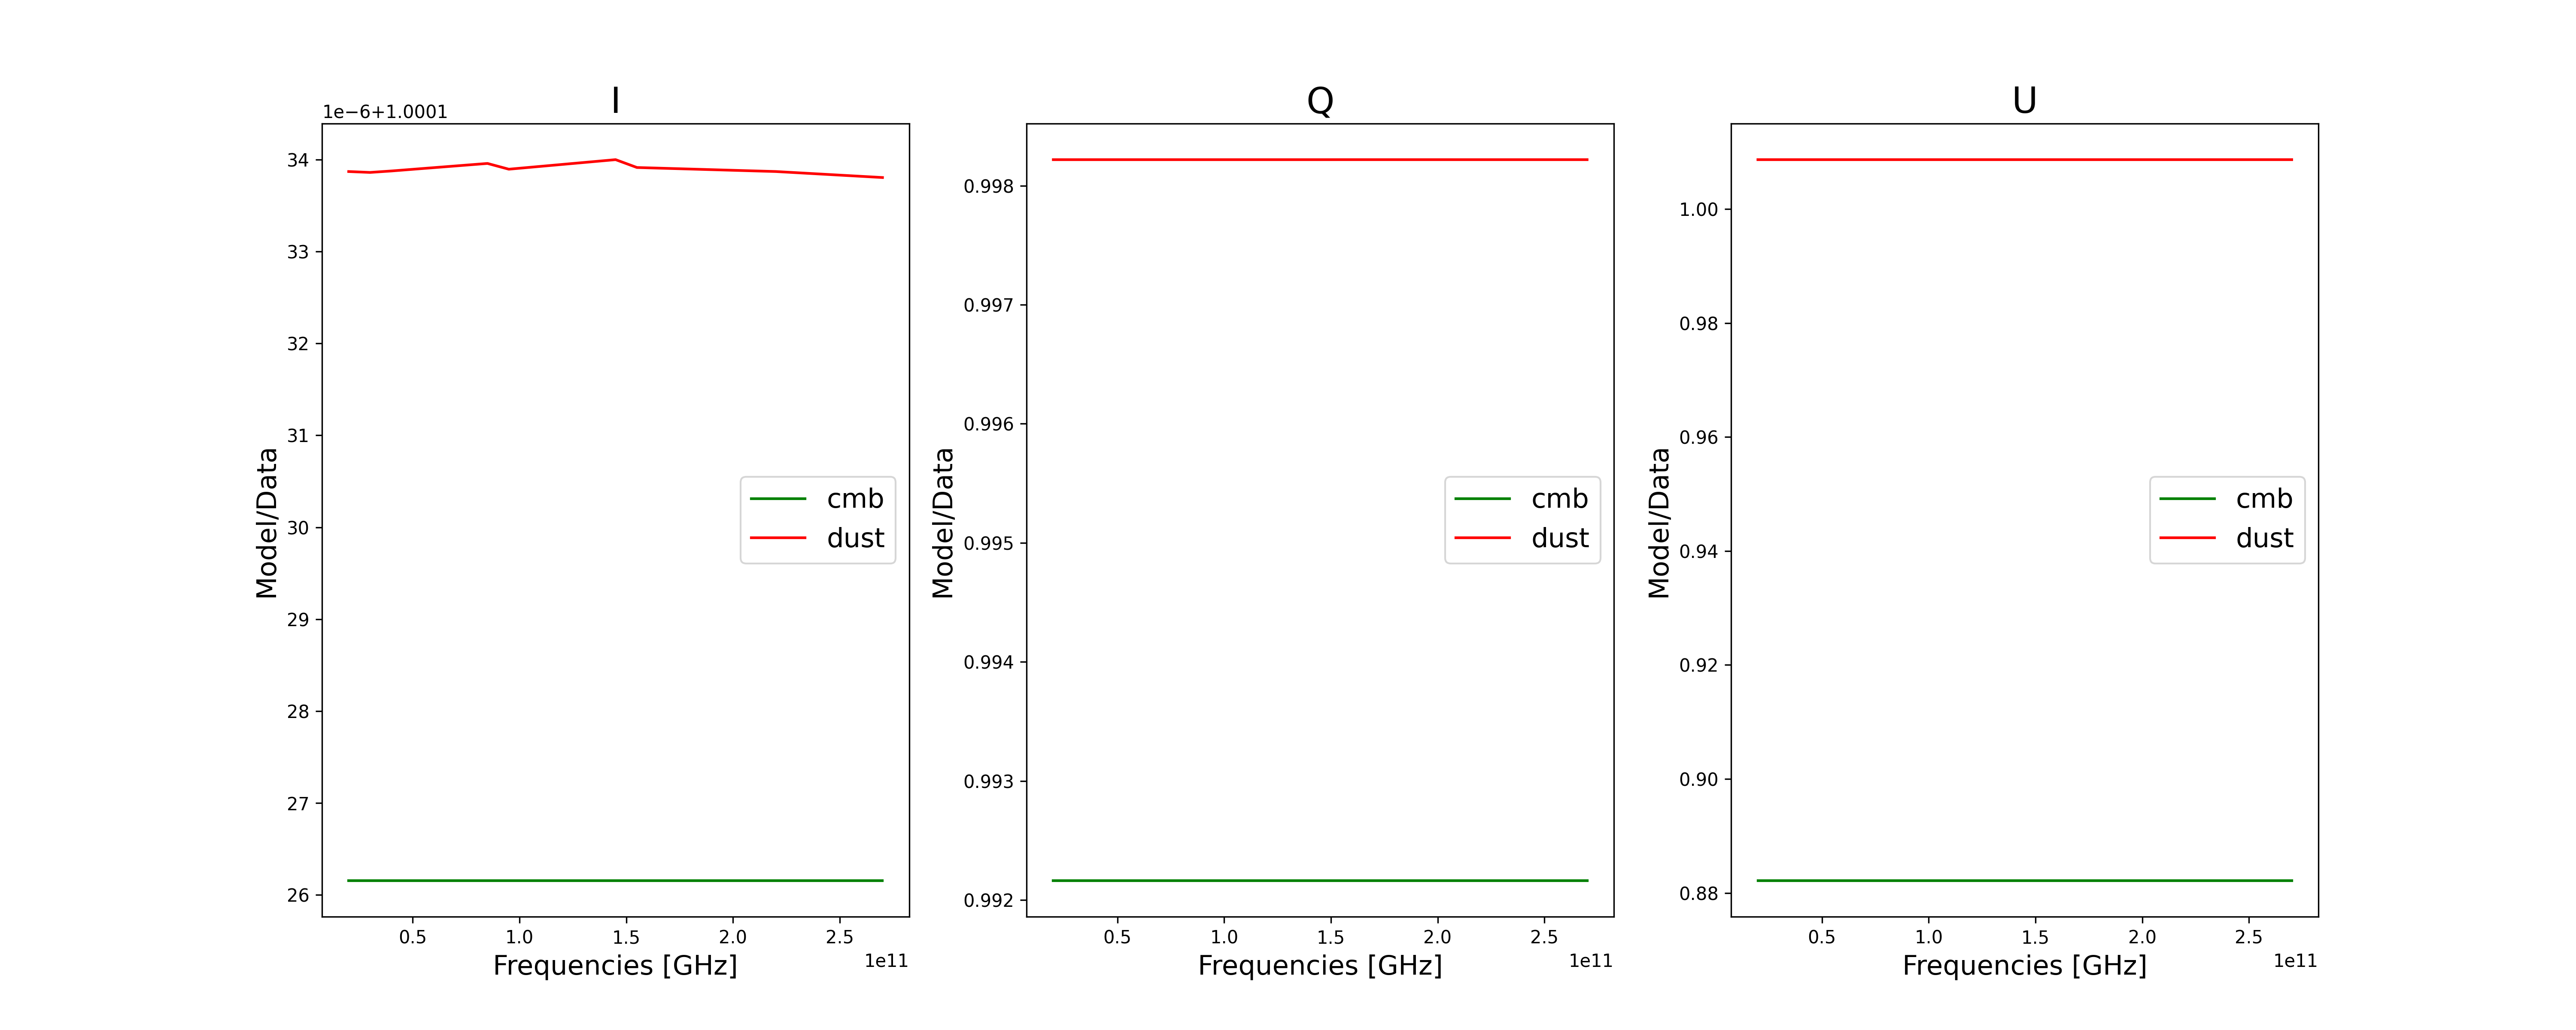 I
1e−6+1.0001
34
33
32
31
30
29
28
27
26
Model/Data
cmb
dust
0.5 1.0 1.5 2.0 2.5
Frequencies [GHz]
1e11
Q
0.998
0.997
0.996
0.995
0.994
0.993
0.992
Model/Data
cmb
dust
0.5 1.0 1.5 2.0 2.5
Frequencies [GHz]
1e11
U
1.00
0.98
0.96
0.94
0.92
0.90
0.88
Model/Data
cmb
dust
0.5 1.0 1.5 2.0 2.5
Frequencies [GHz]
1e11